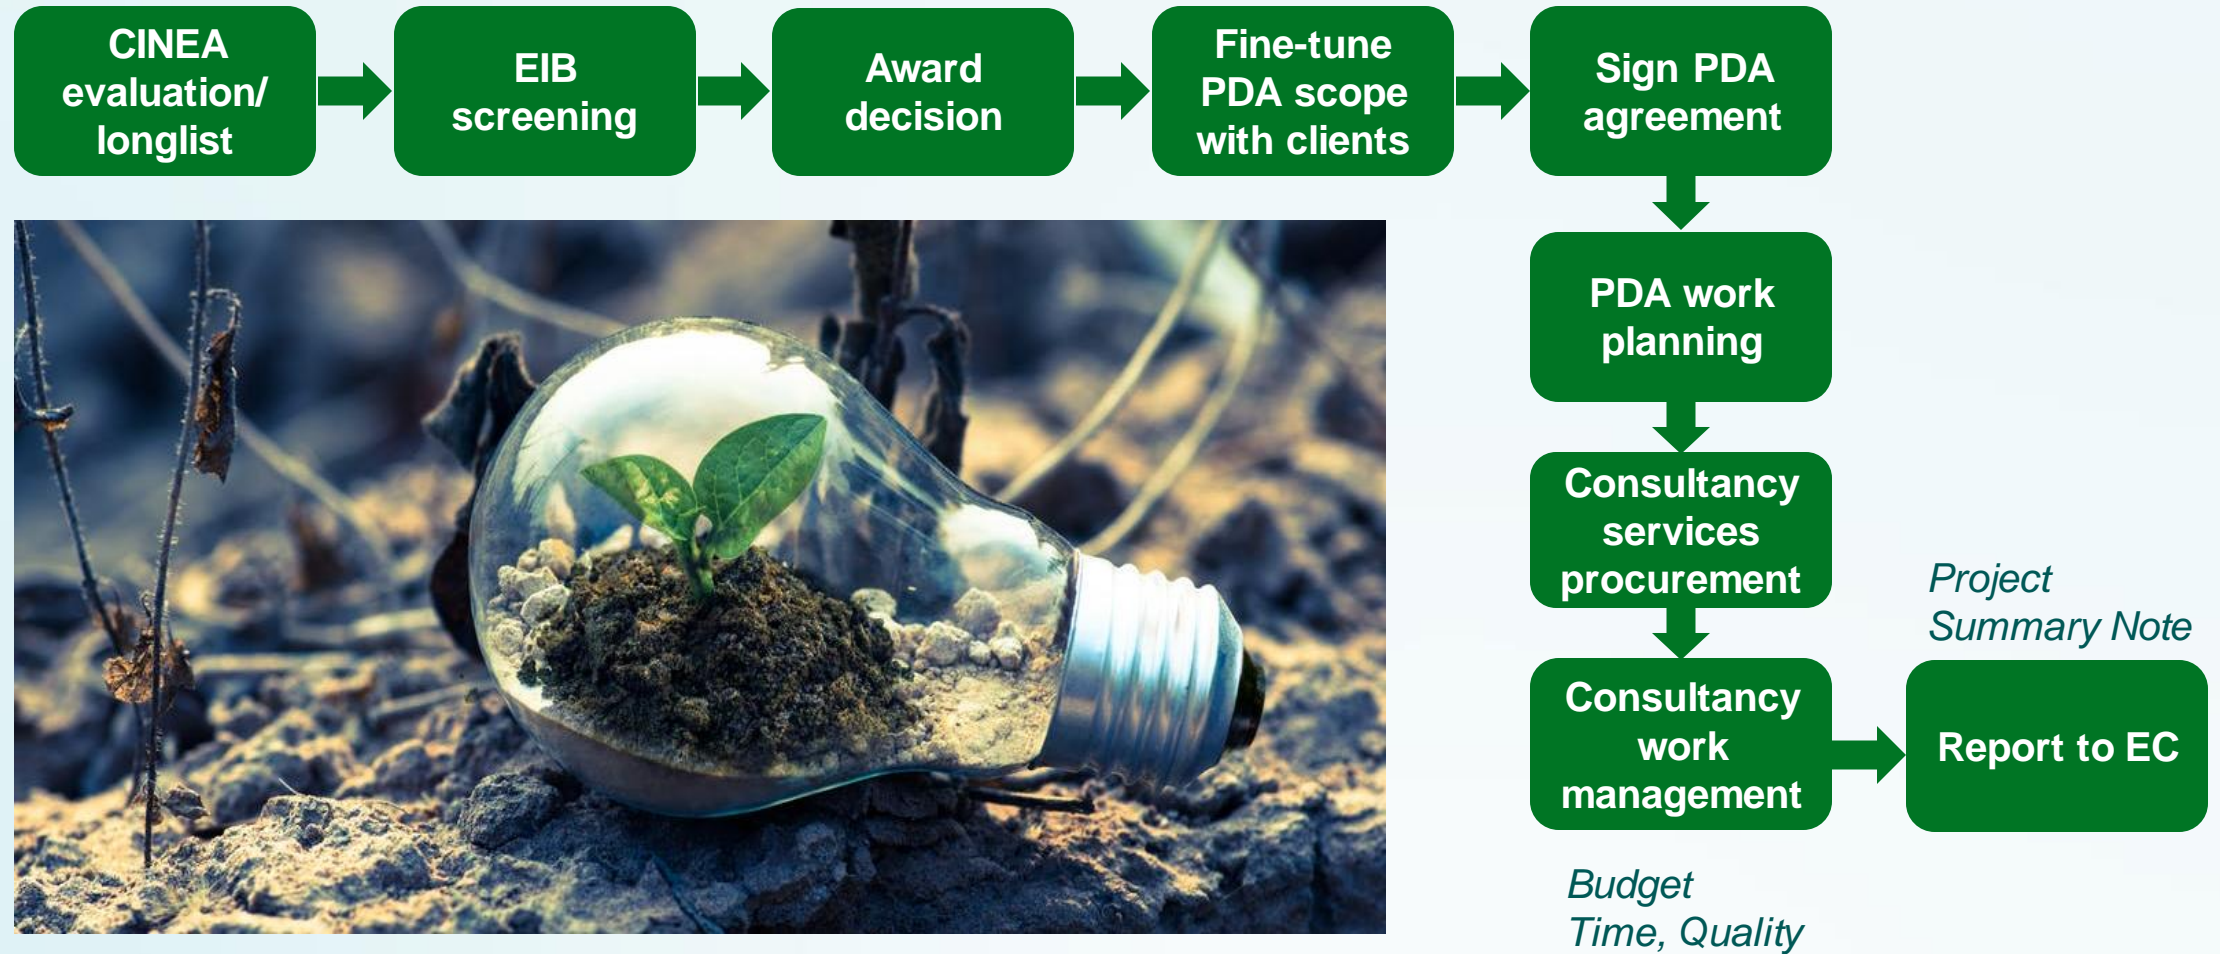 CINEA
evaluation/
longlist
EIB
screening
Award
decision
Fine-tune
PDA scope
with clients
Sign PDA
agreement
PDA work
planning
Consultancy
services
procurement
Consultancy
work
management
Budget
Time, Quality
Project
Summary Note
Report to EC